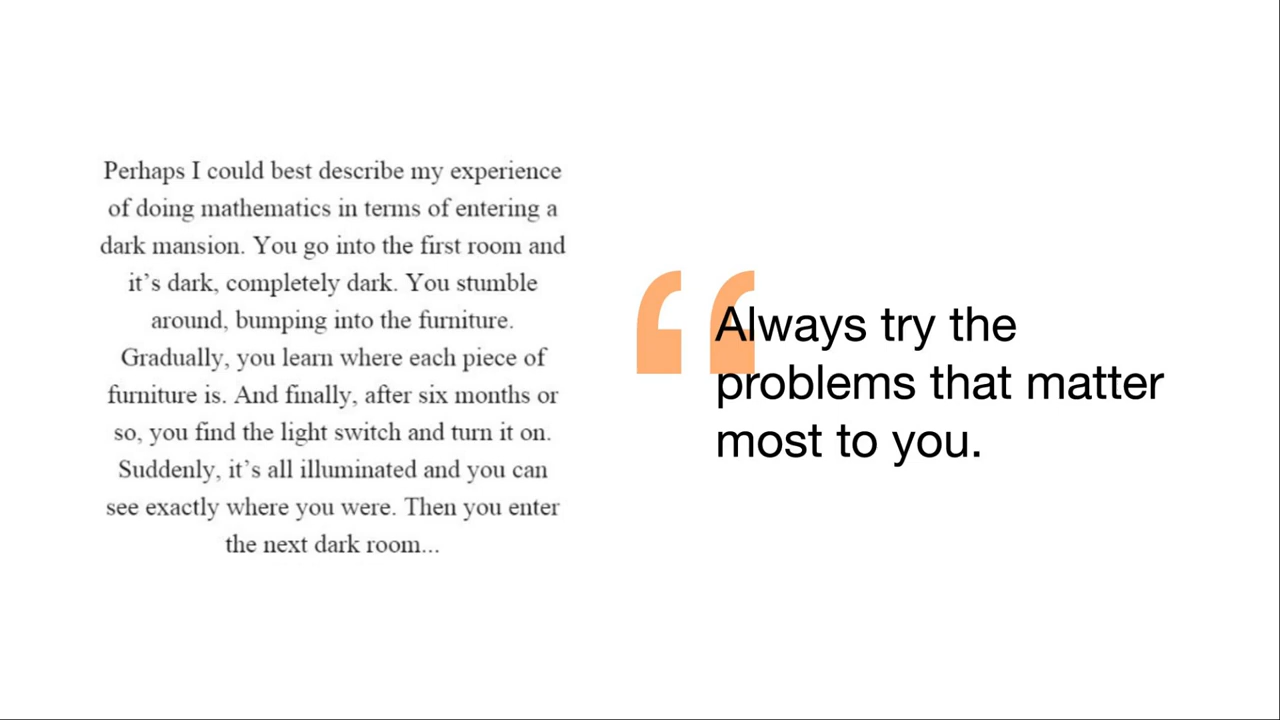 Perhaps I could best describe my experience
of doing mathematics in terms of entering a
dark mansion. You go into the first room and
it’s dark, completely dark. You stumble
around, bumping into the furniture.
Gradually, you learn where each piece of
furniture is. And finally, after six months or
so, you find the light switch and turn it on.
Suddenly, it’s all illuminated and you can
see exactly where you were. Then you enter
the next dark room...
“
Always try the
problems that matter
most to you.